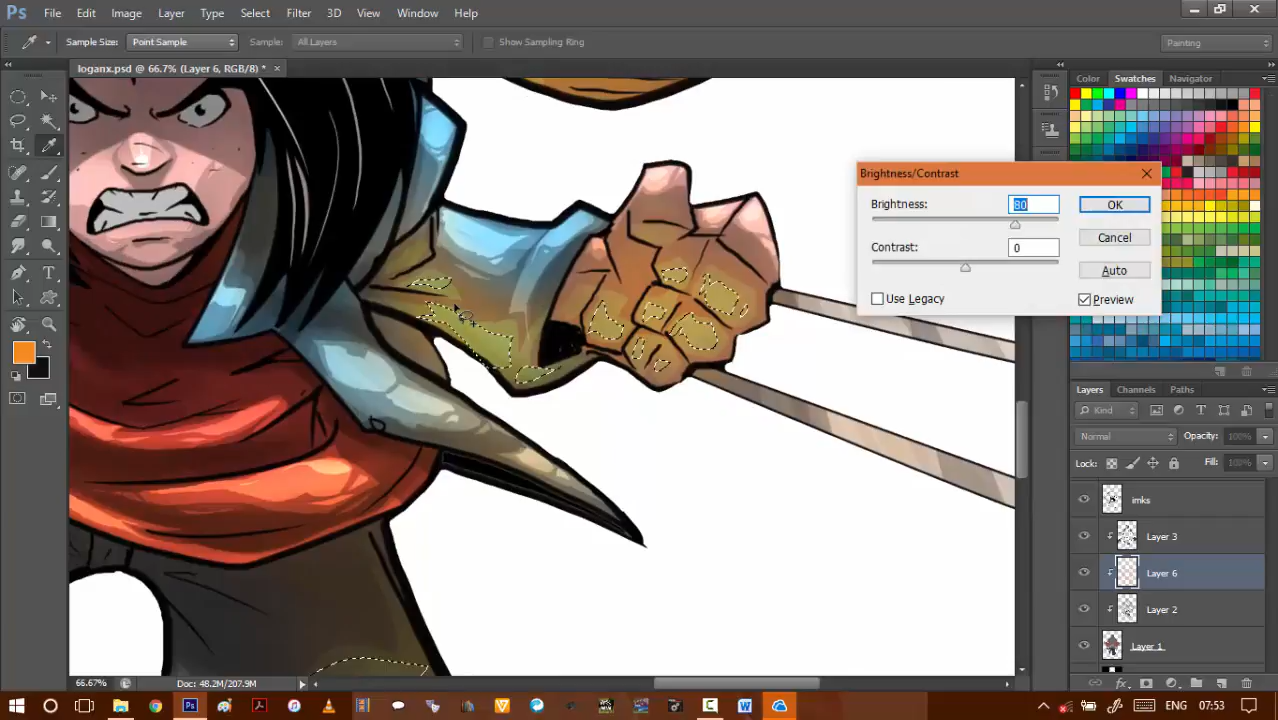 Ps File Edit Image Layer Type Select Filter 3D View Window Help
Sample Size: Point Sample Sample: All Layers Show Sampling Ring Painting
loganx.psd @ 66.7% (Layer 6, RGB/8) * ×
Color Swatches Navigator
Brightness/Contrast
Brightness: 80 OK
Contrast: 0 Cancel
Auto
Use Legacy Preview
Layers Channels Paths
Kind
Normal Opacity: 100%
Lock: Fill: 100%
imks
Layer 3
Layer 6
Layer 2
Layer 1
66.67% Doc: 48.2M/207.9M
fx
ENG 07:53